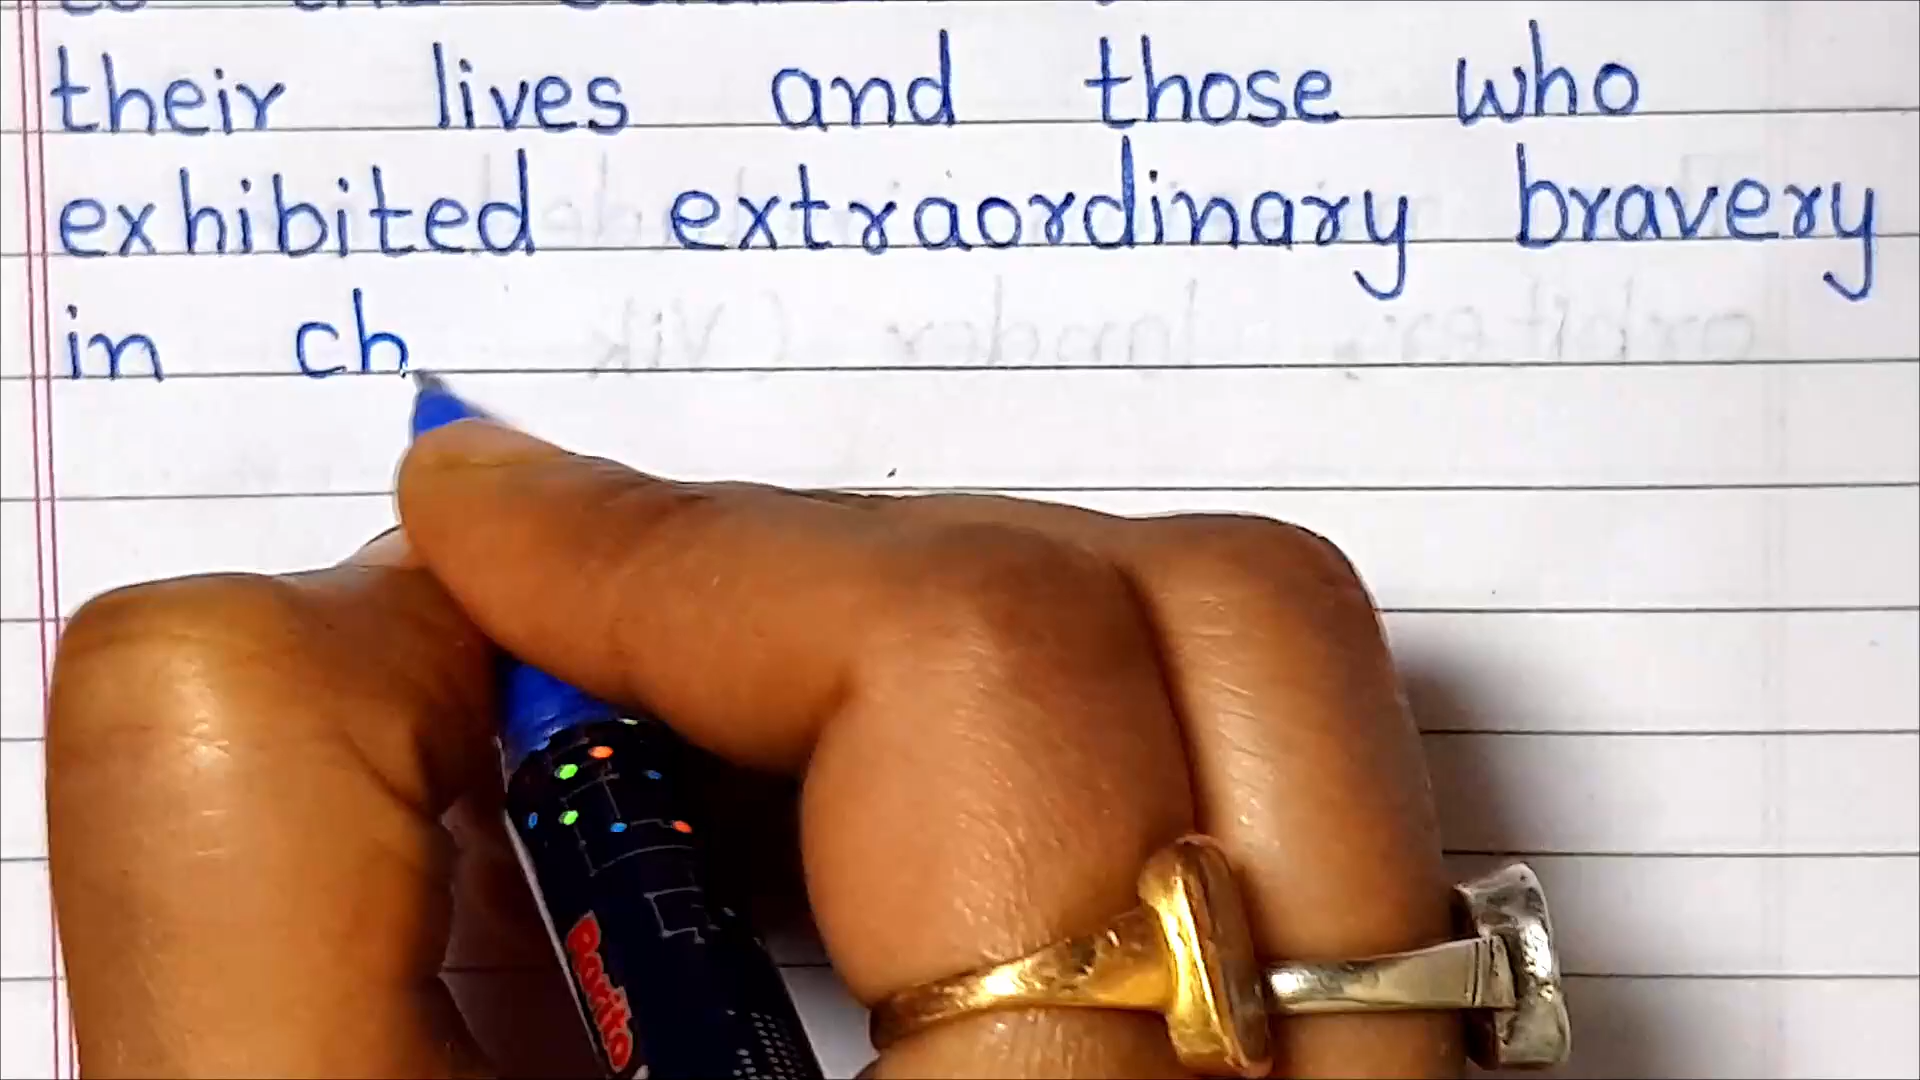 their lives and those who
exhibited extraordinary bravery
in ch